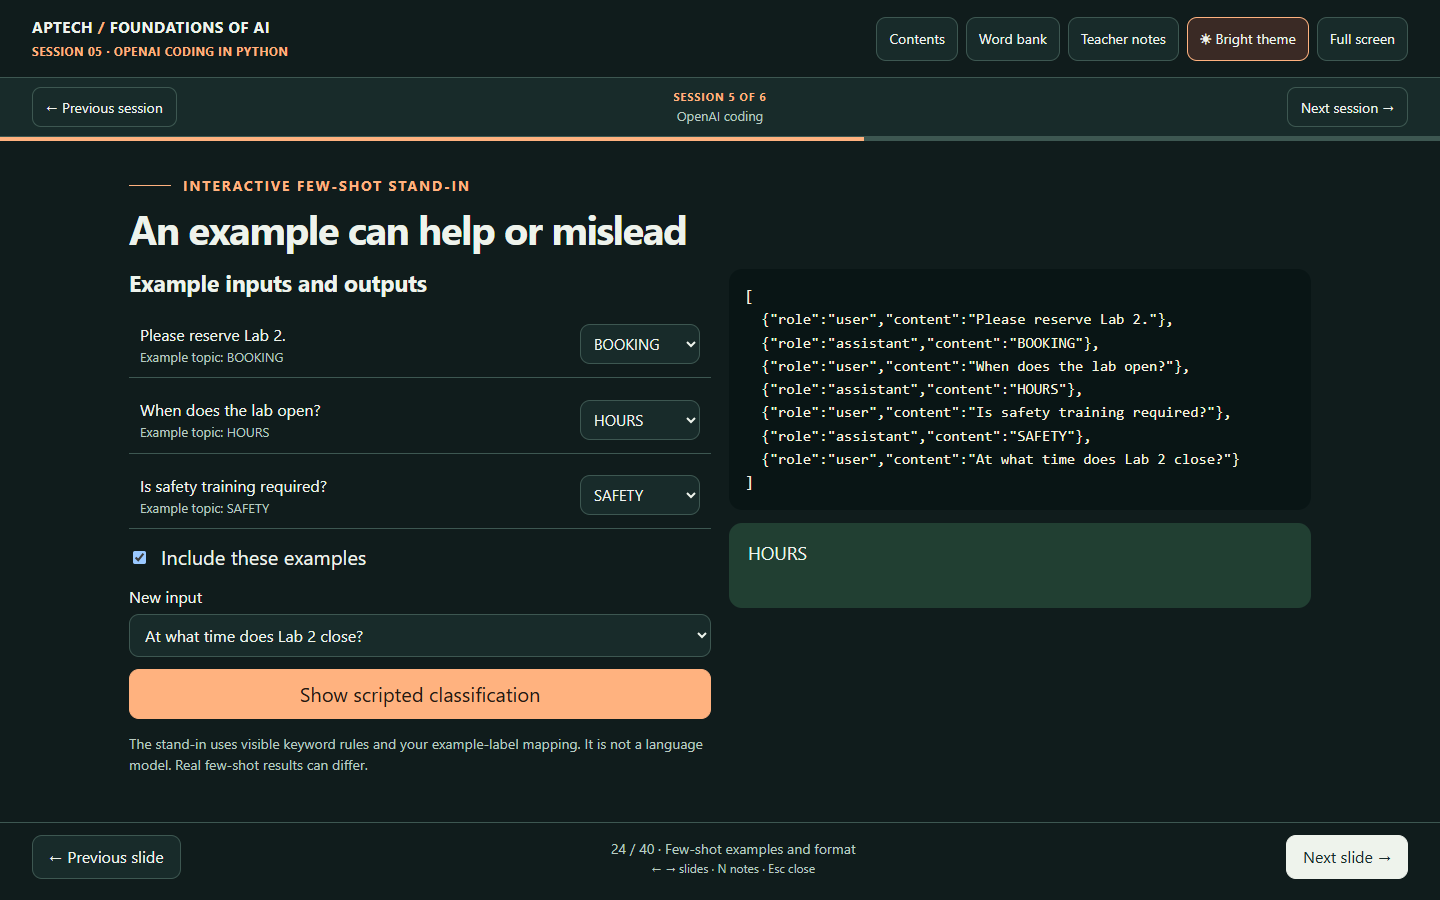 APTECH / FOUNDATIONS OF AI
SESSION 05 · OPENAI CODING IN PYTHON
Contents
Word bank
Teacher notes
☀ Bright theme
Full screen
← Previous session
SESSION 5 OF 6
OpenAI coding
Next session →
INTERACTIVE FEW-SHOT STAND-IN
An example can help or mislead
Example inputs and outputs
Please reserve Lab 2.
Example topic: BOOKING
BOOKING
When does the lab open?
Example topic: HOURS
HOURS
Is safety training required?
Example topic: SAFETY
SAFETY
Include these examples
New input
At what time does Lab 2 close?
Show scripted classification
The stand-in uses visible keyword rules and your example-label mapping. It is not a language
model. Real few-shot results can differ.
[
  {"role":"user","content":"Please reserve Lab 2."},
  {"role":"assistant","content":"BOOKING"},
  {"role":"user","content":"When does the lab open?"},
  {"role":"assistant","content":"HOURS"},
  {"role":"user","content":"Is safety training required?"},
  {"role":"assistant","content":"SAFETY"},
  {"role":"user","content":"At what time does Lab 2 close?"}
]
HOURS
← Previous slide
24 / 40 · Few-shot examples and format
← → slides · N notes · Esc close
Next slide →